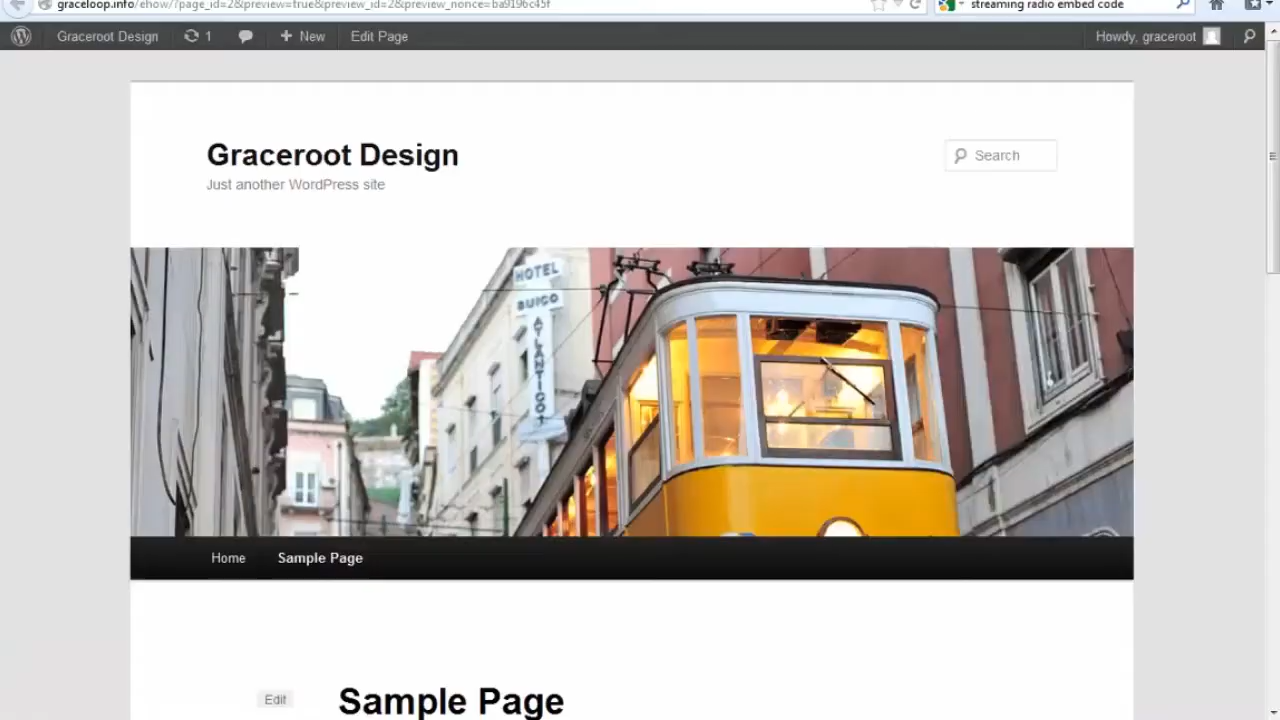 graceloop.info/ehow/?page_id=2&preview=true&preview_id=2&preview_nonce=ba9196c45f
streaming radio embed code
Graceroot Design
1
New
Edit Page
Howdy, graceroot
Graceroot Design
Just another WordPress site
Search
HOTEL
SUIÇO
ATLANTICO
Home
Sample Page
Edit
Sample Page